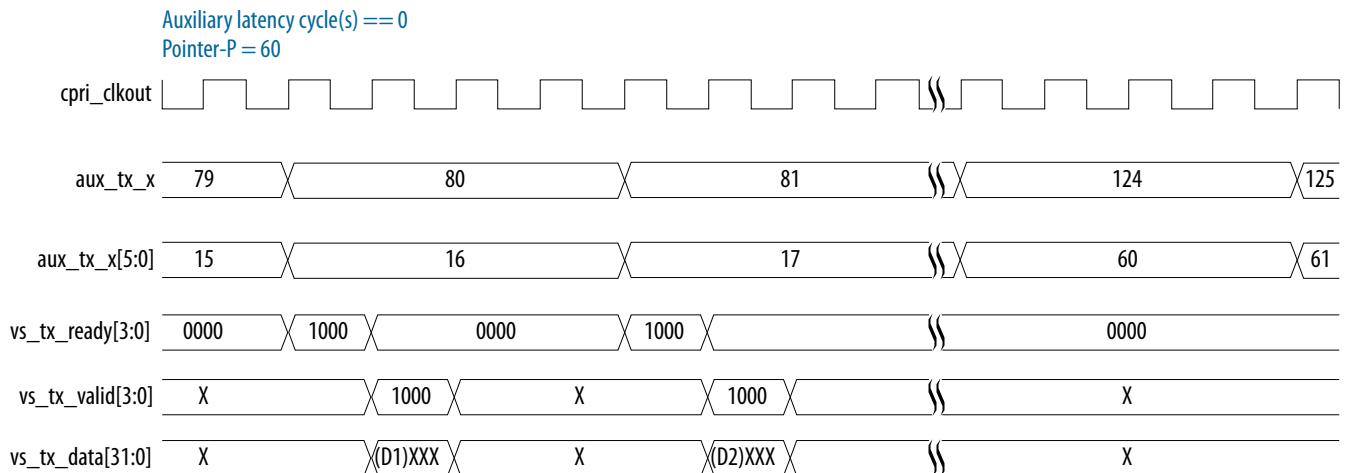 Auxiliary latency cycle(s) == 0
Pointer-P = 60
cpri_clkout
aux_tx_x 79 80 81 124 125
aux_tx_x[5:0] 15 16 17 60 61
vs_tx_ready[3:0] 0000 1000 0000 1000 0000
vs_tx_valid[3:0] X 1000 X 1000 X
vs_tx_data[31:0] X (D1)XXX X (D2)XXX X